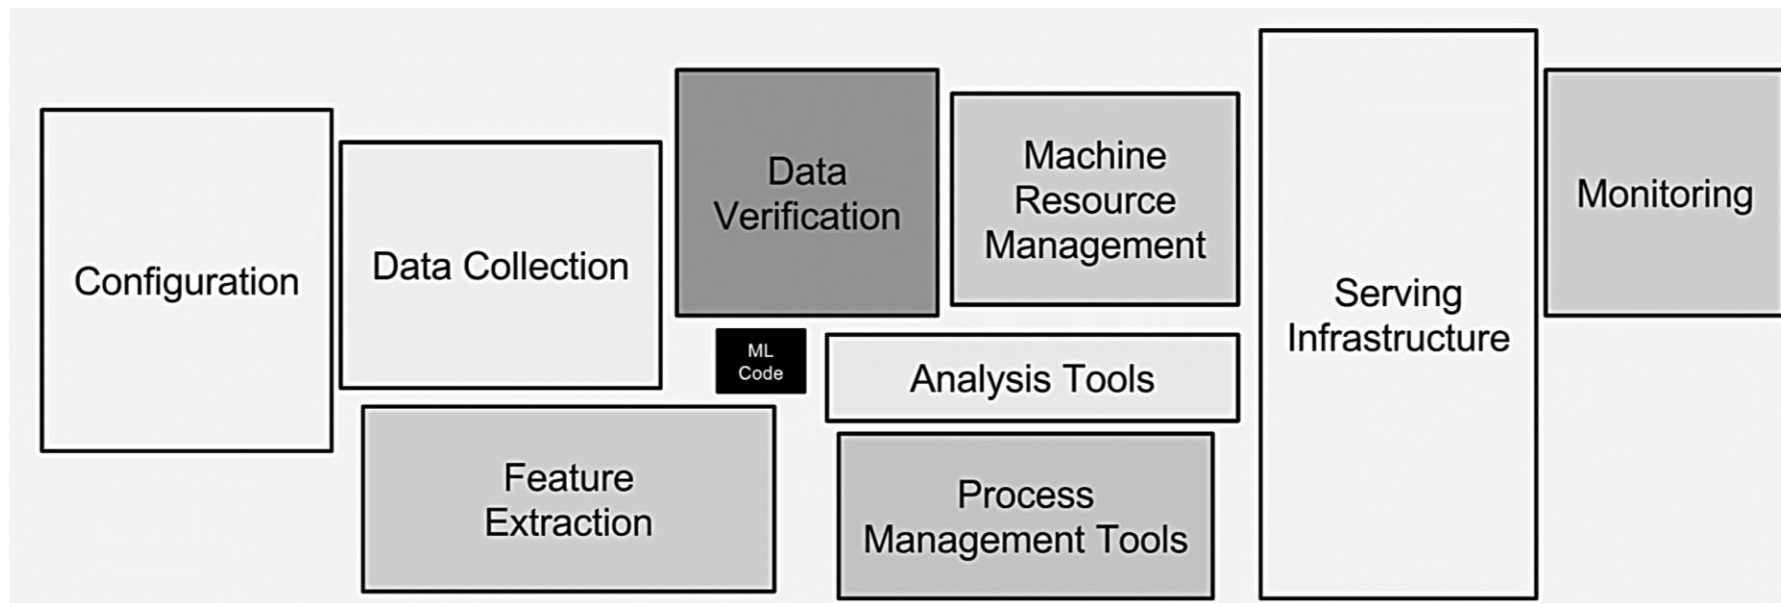 Configuration
Data Collection
Feature
Extraction
Data
Verification
ML
Code
Machine
Resource
Management
Analysis Tools
Process
Management Tools
Serving
Infrastructure
Monitoring